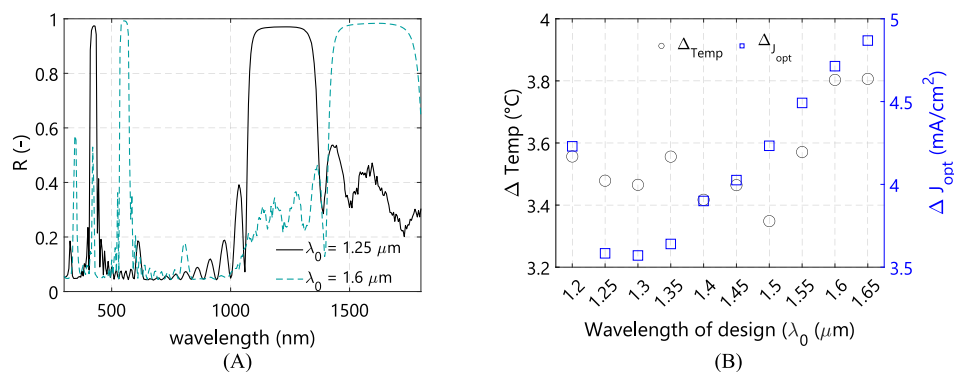 R (-)
1
0.8
0.6
0.4
0.2
0
λ0 = 1.25 μm
λ0 = 1.6 μm
500
1000
1500
wavelength (nm)
(A)
Δ Temp (°C)
4
3.8
3.6
3.4
3.2
ΔTemp
ΔJopt
5
4.5
4
3.5
Δ Jopt (mA/cm2)
1.2
1.25
1.3
1.35
1.4
1.45
1.5
1.55
1.6
1.65
Wavelength of design (λ0 (μm)
(B)